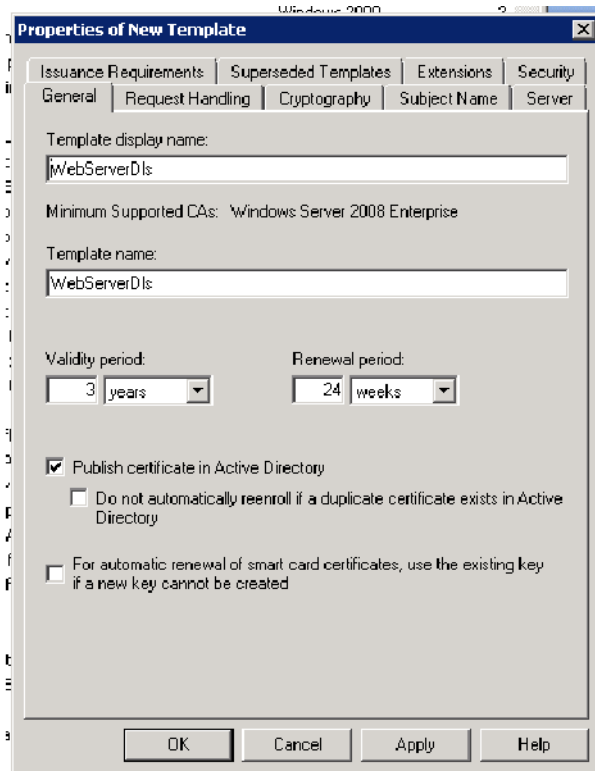 Windows 2000 3
Properties of New Template
Issuance Requirements Superseded Templates Extensions Security
General Request Handling Cryptography Subject Name Server
Template display name:
WebServerDls
Minimum Supported CAs: Windows Server 2008 Enterprise
Template name:
WebServerDls
Validity period: Renewal period:
3 years 24 weeks
Publish certificate in Active Directory
Do not automatically reenroll if a duplicate certificate exists in Active
Directory
For automatic renewal of smart card certificates, use the existing key
if a new key cannot be created
OK Cancel Apply Help